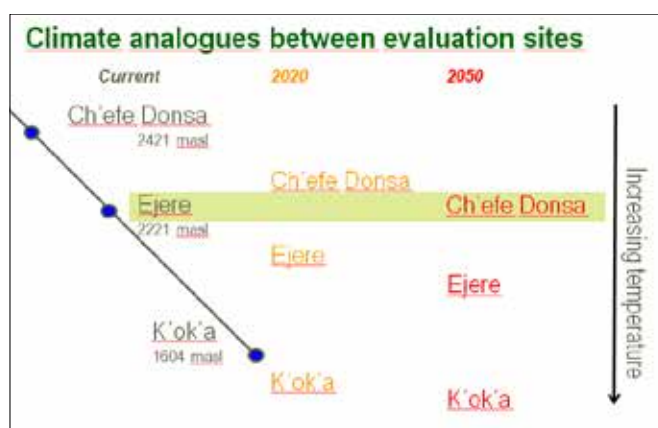 Climate analogues between evaluation sites
Current 2020 2050
Ch'efe Donsa
2421 masl
Ch'efe Donsa
Ejere Ch'efe Donsa
2221 masl
Ejere
Ejere
K'ok'a
1604 masl
K'ok'a
K'ok'a
Increasing temperature